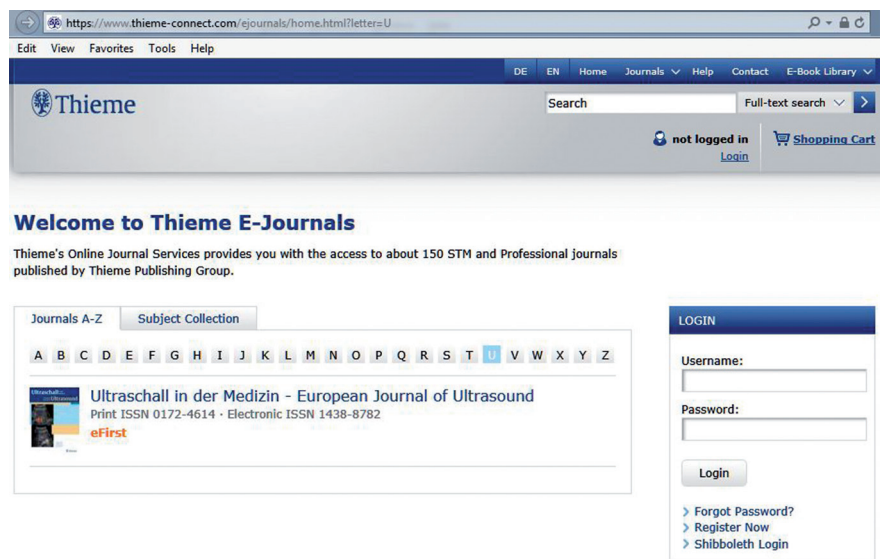 https://www.thieme-connect.com/ejournals/home.html?letter=U
Edit View Favorites Tools Help
DE EN Home Journals Help Contact E-Book Library
Thieme
Search Full-text search
not logged in Shopping Cart
Login
Welcome to Thieme E-Journals
Thieme's Online Journal Services provides you with the access to about 150 STM and Professional journals
published by Thieme Publishing Group.
Journals A-Z Subject Collection
A B C D E F G H I J K L M N O P Q R S T U V W X Y Z
Ultraschall in der Medizin - European Journal of Ultrasound
Print ISSN 0172-4614 · Electronic ISSN 1438-8782
eFirst
LOGIN
Username:
Password:
Login
Forgot Password?
Register Now
Shibboleth Login